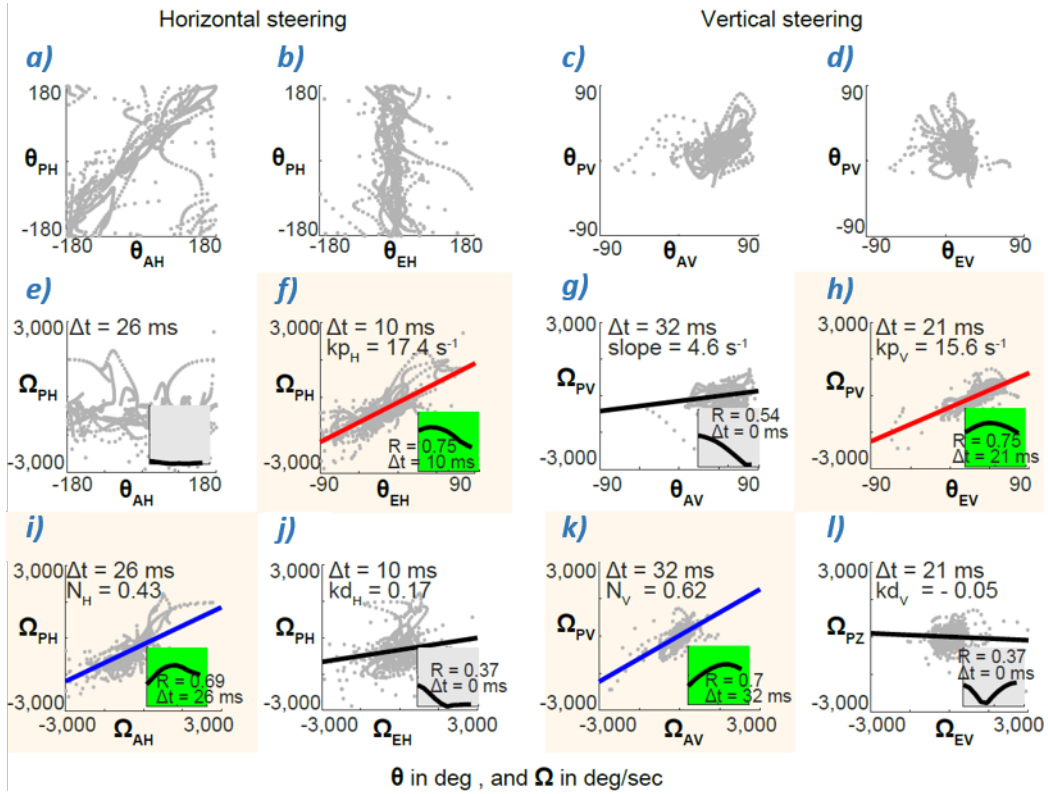 Horizontal steering
Vertical steering
a)
b)
c)
d)
180
θPH
-180
-180
180
θAH
180
θPH
-180
-180
180
θEH
90
θPV
-90
-90
90
θAV
90
θPV
-90
-90
90
θEV
e)
f)
g)
h)
3,000
Δt = 26 ms
ΩPH
-3,000
-180
180
θAH
3,000
Δt = 10 ms
kpH = 17.4 s-1
ΩPH
R = 0.75
Δt = 10 ms
-3,000
-90
90
θEH
3,000
Δt = 32 ms
slope = 4.6 s-1
ΩPV
R = 0.54
Δt = 0 ms
-3,000
-90
90
θAV
3,000
Δt = 21 ms
kpV = 15.6 s-1
ΩPV
R = 0.75
Δt = 21 ms
-3,000
-90
90
θEV
i)
j)
k)
l)
3,000
Δt = 26 ms
NH = 0.43
ΩPH
R = 0.69
Δt = 26 ms
-3,000
-3,000
3,000
ΩAH
3,000
Δt = 10 ms
kdH = 0.17
ΩPH
R = 0.37
Δt = 0 ms
-3,000
-3,000
3,000
ΩEH
3,000
Δt = 32 ms
NV = 0.62
ΩPV
R = 0.7
Δt = 32 ms
-3,000
-3,000
3,000
ΩAV
3,000
Δt = 21 ms
kdV = - 0.05
ΩPZ
R = 0.37
Δt = 0 ms
-3,000
-3,000
3,000
ΩEV
θ in deg , and Ω in deg/sec